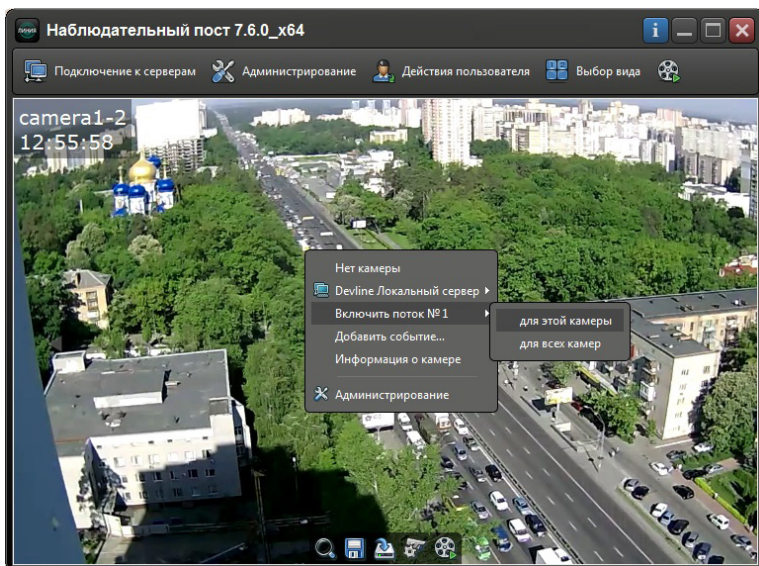 ЛИНИЯ Наблюдательный пост 7.6.0_x64
Подключение к серверам Администрирование Действия пользователя Выбор вида
camera1-2
12:55:58
Нет камеры
Devline Локальный сервер
Включить поток №1
для этой камеры
Добавить событие...
для всех камер
Информация о камере
Администрирование